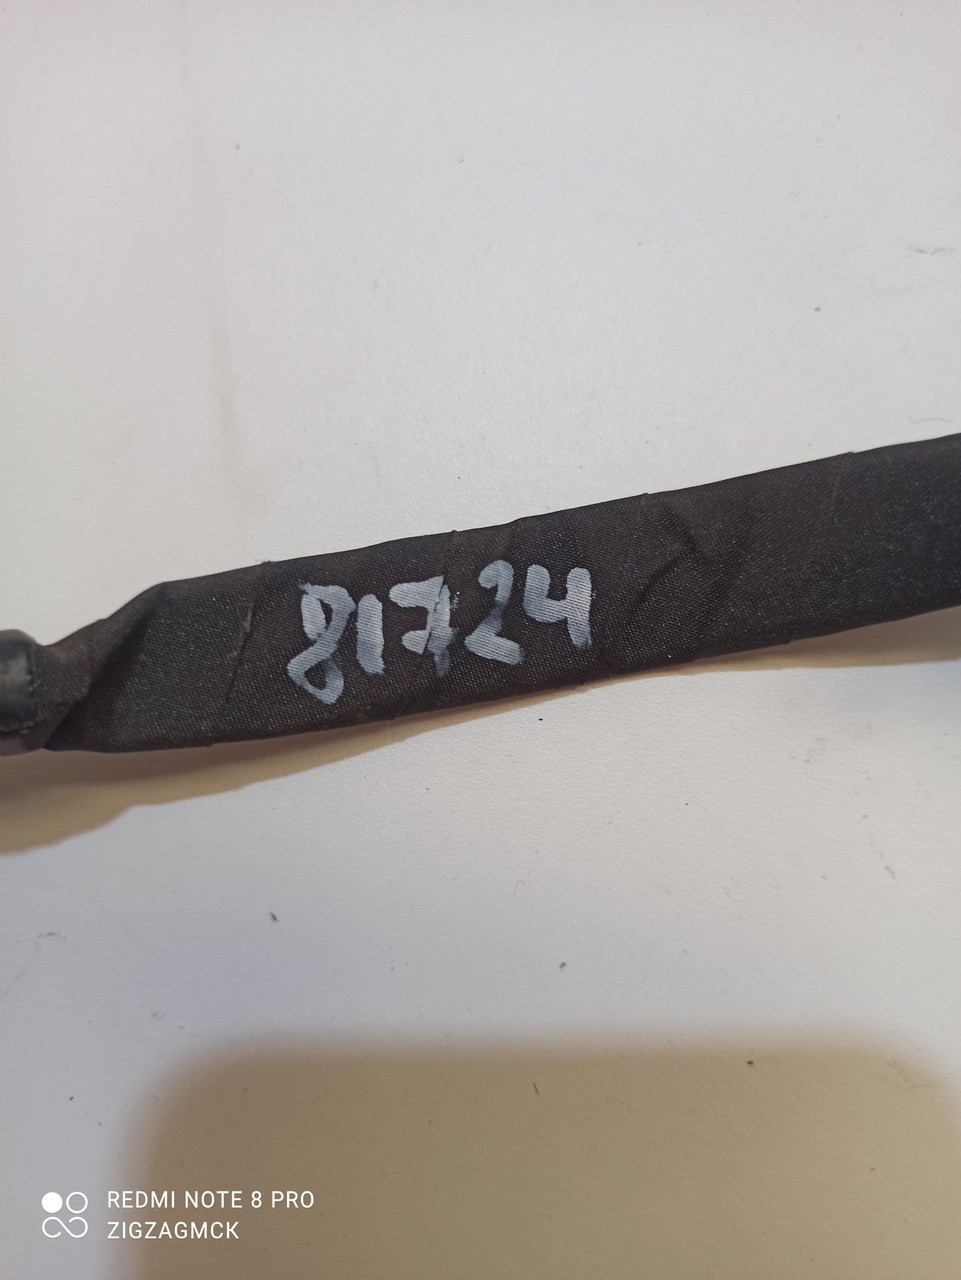 81724
REDMI NOTE 8 PRO
ZIGZAGMCK